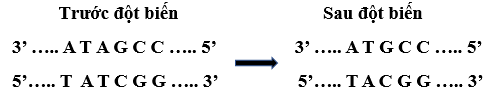 Trước đột biến Sau đột biến
3’ ….. A T A G C C ….. 5’ 3’ ….. A T G C C ….. 5’
5’….. T A T C G G ….. 3’ 5’….. T A C G G ….. 3’